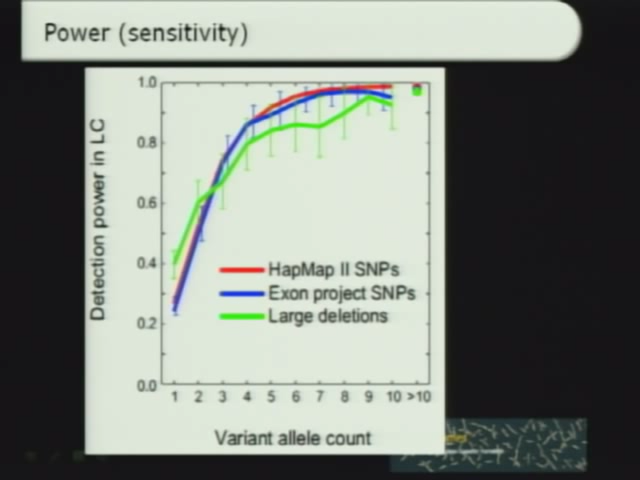 Power (sensitivity)
Detection power in LC
1.0
0.8
0.6
0.4
0.2
0.0
HapMap II SNPs
Exon project SNPs
Large deletions
1 2 3 4 5 6 7 8 9 10 >10
Variant allele count